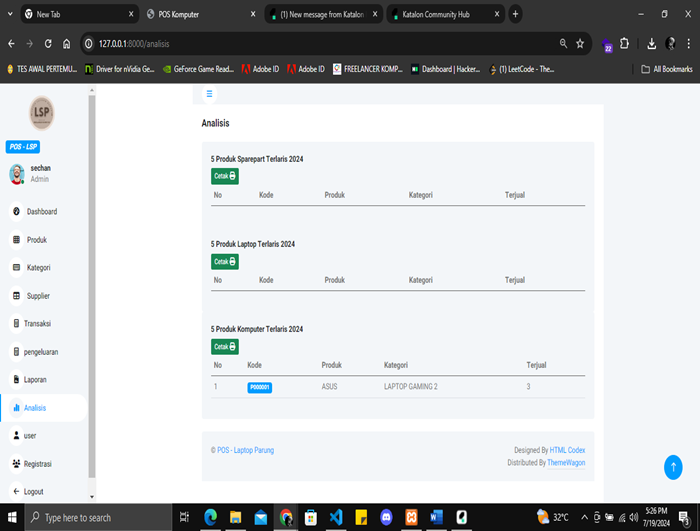 New Tab
POS Komputer
(1) New message from Katalon
Katalon Community Hub
127.0.0.1:8000/analisis
22
TES AWAL PERTEMU...
Driver for nVidia Ge...
GeForce Game Read...
Adobe ID
Adobe ID
FREELANCER KOMP...
Dashboard | Hacker...
(1) LeetCode - The...
All Bookmarks
LSP
POS - LSP
sechan
Admin
Dashboard
Produk
Kategori
Supplier
Transaksi
pengeluaran
Laporan
Analisis
user
Registrasi
Logout
Analisis
5 Produk Sparepart Terlaris 2024
Cetak
No Kode Produk Kategori Terjual
5 Produk Laptop Terlaris 2024
Cetak
No Kode Produk Kategori Terjual
5 Produk Komputer Terlaris 2024
Cetak
No Kode Produk Kategori Terjual
1 P000001 ASUS LAPTOP GAMING 2 3
© POS - Laptop Parung
Designed By HTML Codex
Distributed By ThemeWagon
Type here to search
32°C
5:26 PM
7/19/2024